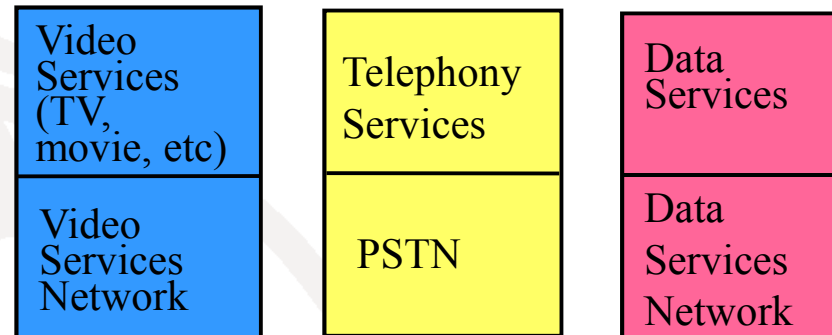 Video
Services
(TV,
movie, etc)
Telephony
Services
Data
Services
Video
Services
Network
PSTN
Data
Services
Network